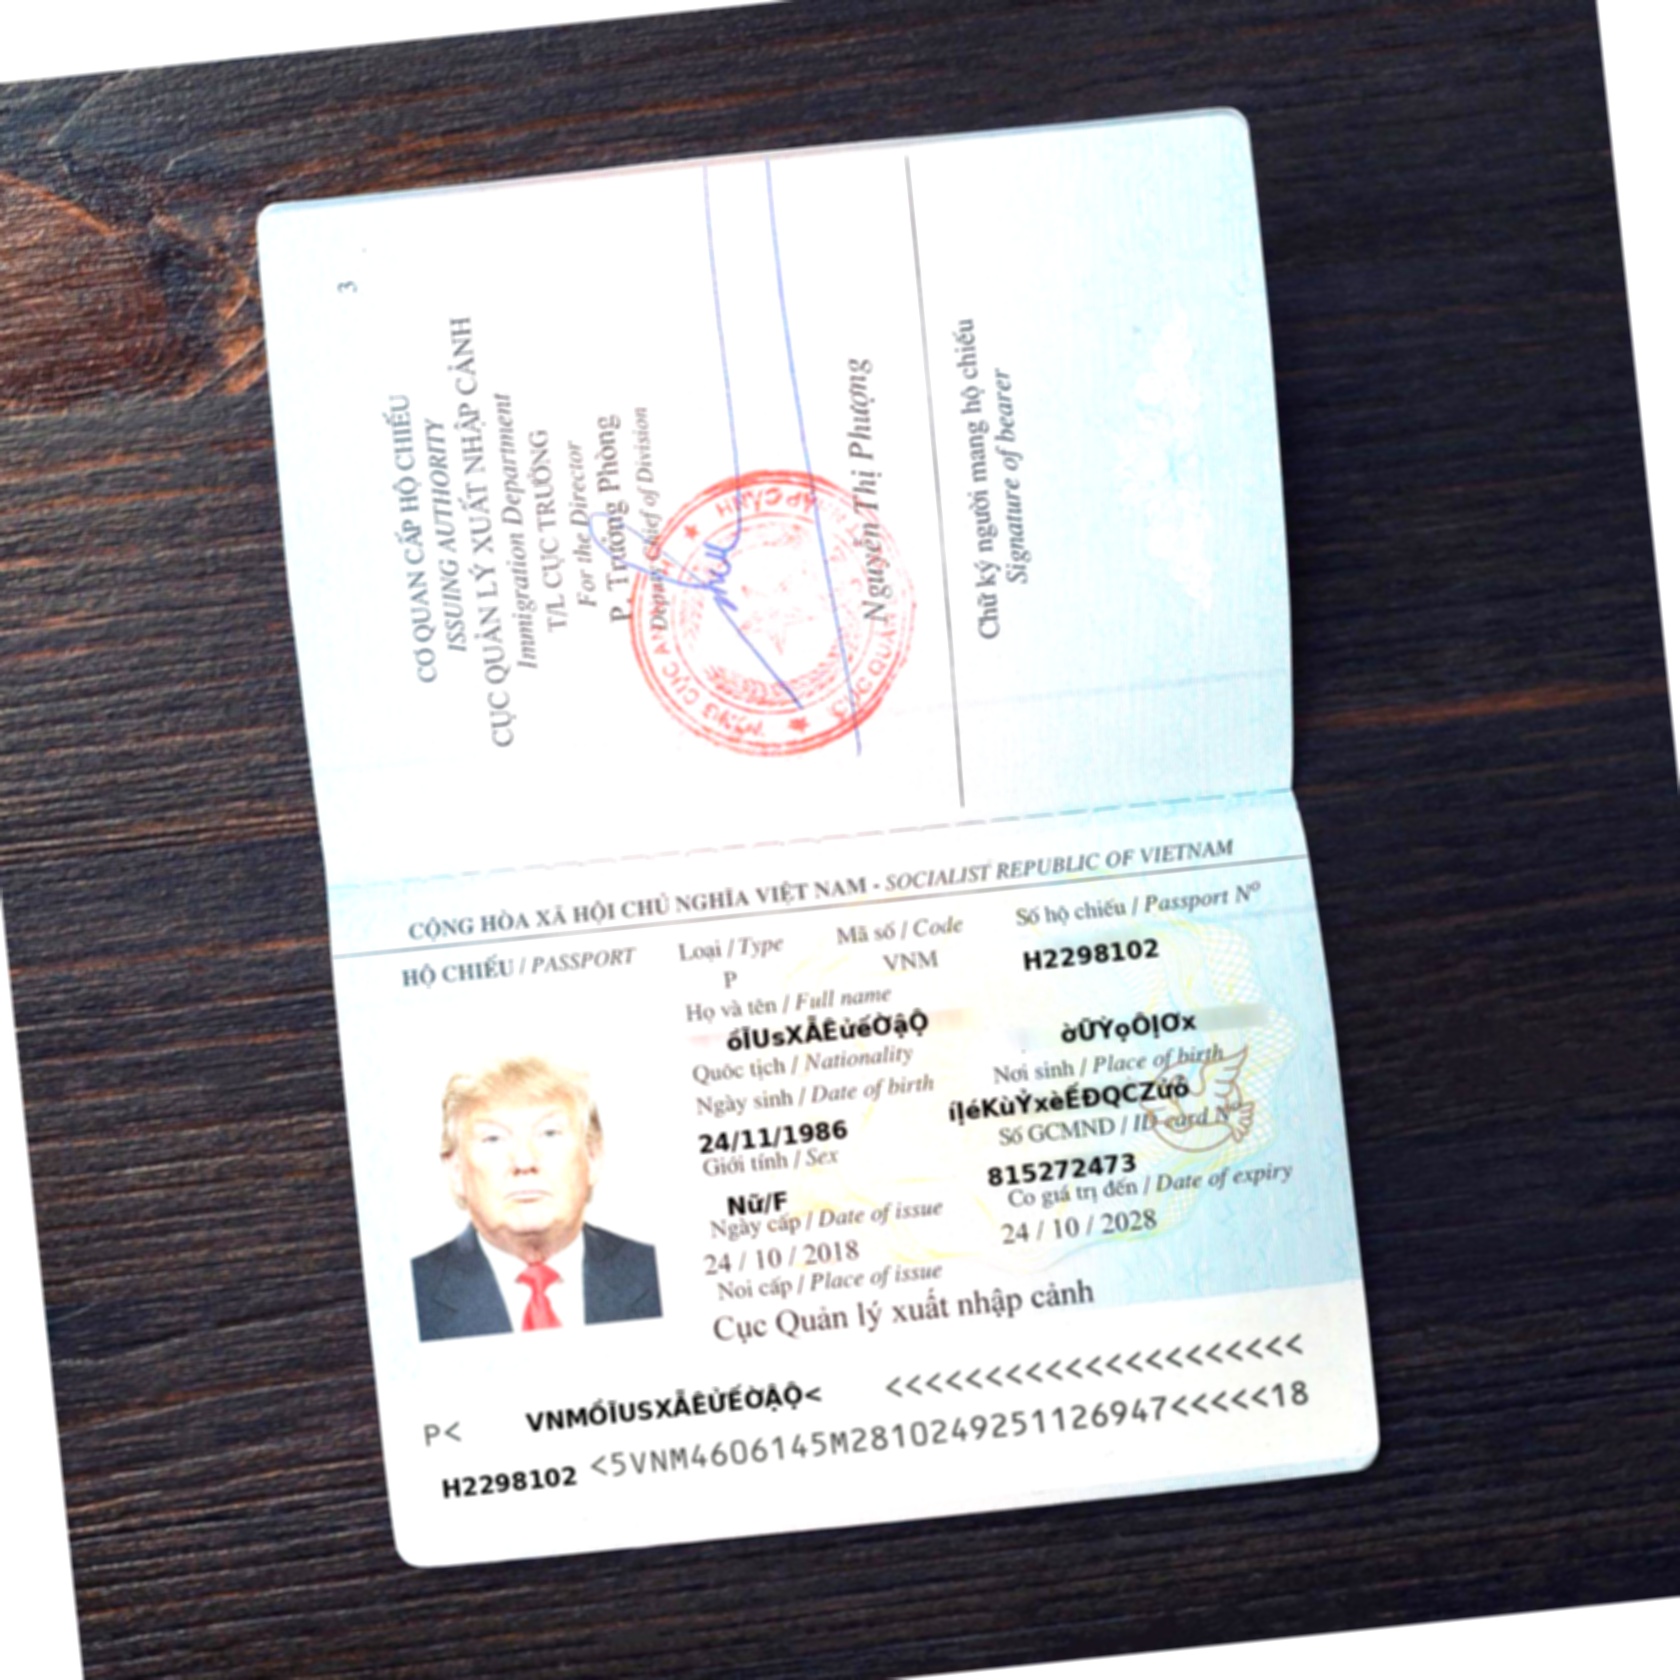 3
CƠ QUAN CẤP HỘ CHIẾU
ISSUING AUTHORITY
CỤC QUẢN LÝ XUẤT NHẬP CẢNH
Immigration Department
T/L CỤC TRƯỞNG
For the Director
P. Trưởng Phòng
Deputy Chief of Division
Nguyễn Thị Phượng
Chữ ký người mang hộ chiếu
Signature of bearer
CỘNG HÒA XÃ HỘI CHỦ NGHĨA VIỆT NAM - SOCIALIST REPUBLIC OF VIETNAM
HỘ CHIẾU / PASSPORT
Loại / Type
Mã số / Code
Số hộ chiếu / Passport Nº
P
VNM
H2298102
Họ và tên / Full name
Quốc tịch / Nationality
Nơi sinh / Place of birth
Ngày sinh / Date of birth
24/11/1986
Số GCMND / ID card Nº
Giới tính / Sex
815272473
Nữ/F
Có giá trị đến / Date of expiry
Ngày cấp / Date of issue
24 / 10 / 2018
24 / 10 / 2028
Nơi cấp / Place of issue
Cục Quản lý xuất nhập cảnh
P<
<<<<<<<<<<<<<<<<<<<<<
H2298102 <5VNM4606145M2810249251126947<<<<<18